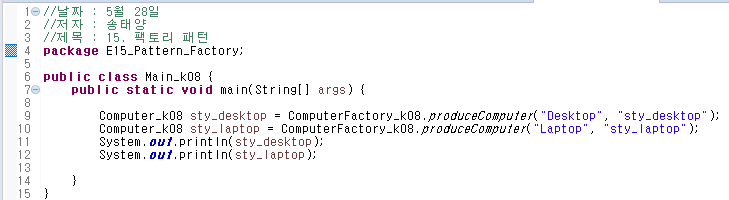 1 //날짜 : 5월 28일
2 //저자 : 송태양
3 //제목 : 15. 팩토리 패턴
4 package E15_Pattern_Factory;
5
6 public class Main_k08 {
7 public static void main(String[] args) {
8
9 Computer_k08 sty_desktop = ComputerFactory_k08.produceComputer("Desktop", "sty_desktop");
10 Computer_k08 sty_laptop = ComputerFactory_k08.produceComputer("Laptop", "sty_laptop");
11 System.out.println(sty_desktop);
12 System.out.println(sty_laptop);
13
14 }
15 }